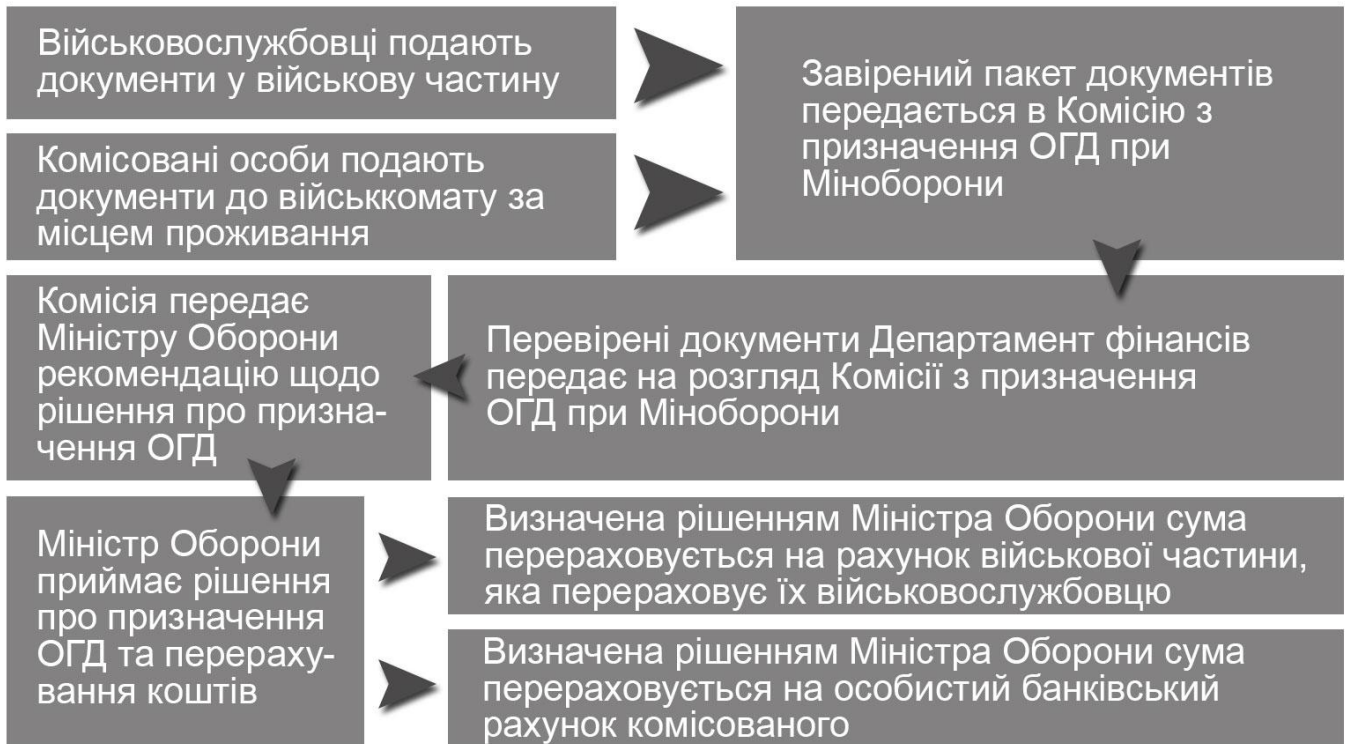 Військовослужбовці подають
документи у військову частину
Комісовані особи подають
документи до військкомату за
місцем проживання
Завірений пакет документів
передається в Комісію з
призначення ОГД при
Міноборони
Перевірені документи Департамент фінансів
передає на розгляд Комісії з призначення
ОГД при Міноборони
Комісія передає
Міністру Оборони
рекомендацію щодо
рішення про призна-
чення ОГД
Міністр Оборони
приймає рішення
про призначення
ОГД та перераху-
вання коштів
Визначена рішенням Міністра Оборони сума
перераховується на рахунок військової частини,
яка перераховує їх військовослужбовцю
Визначена рішенням Міністра Оборони сума
перераховується на особистий банківський
рахунок комісованого